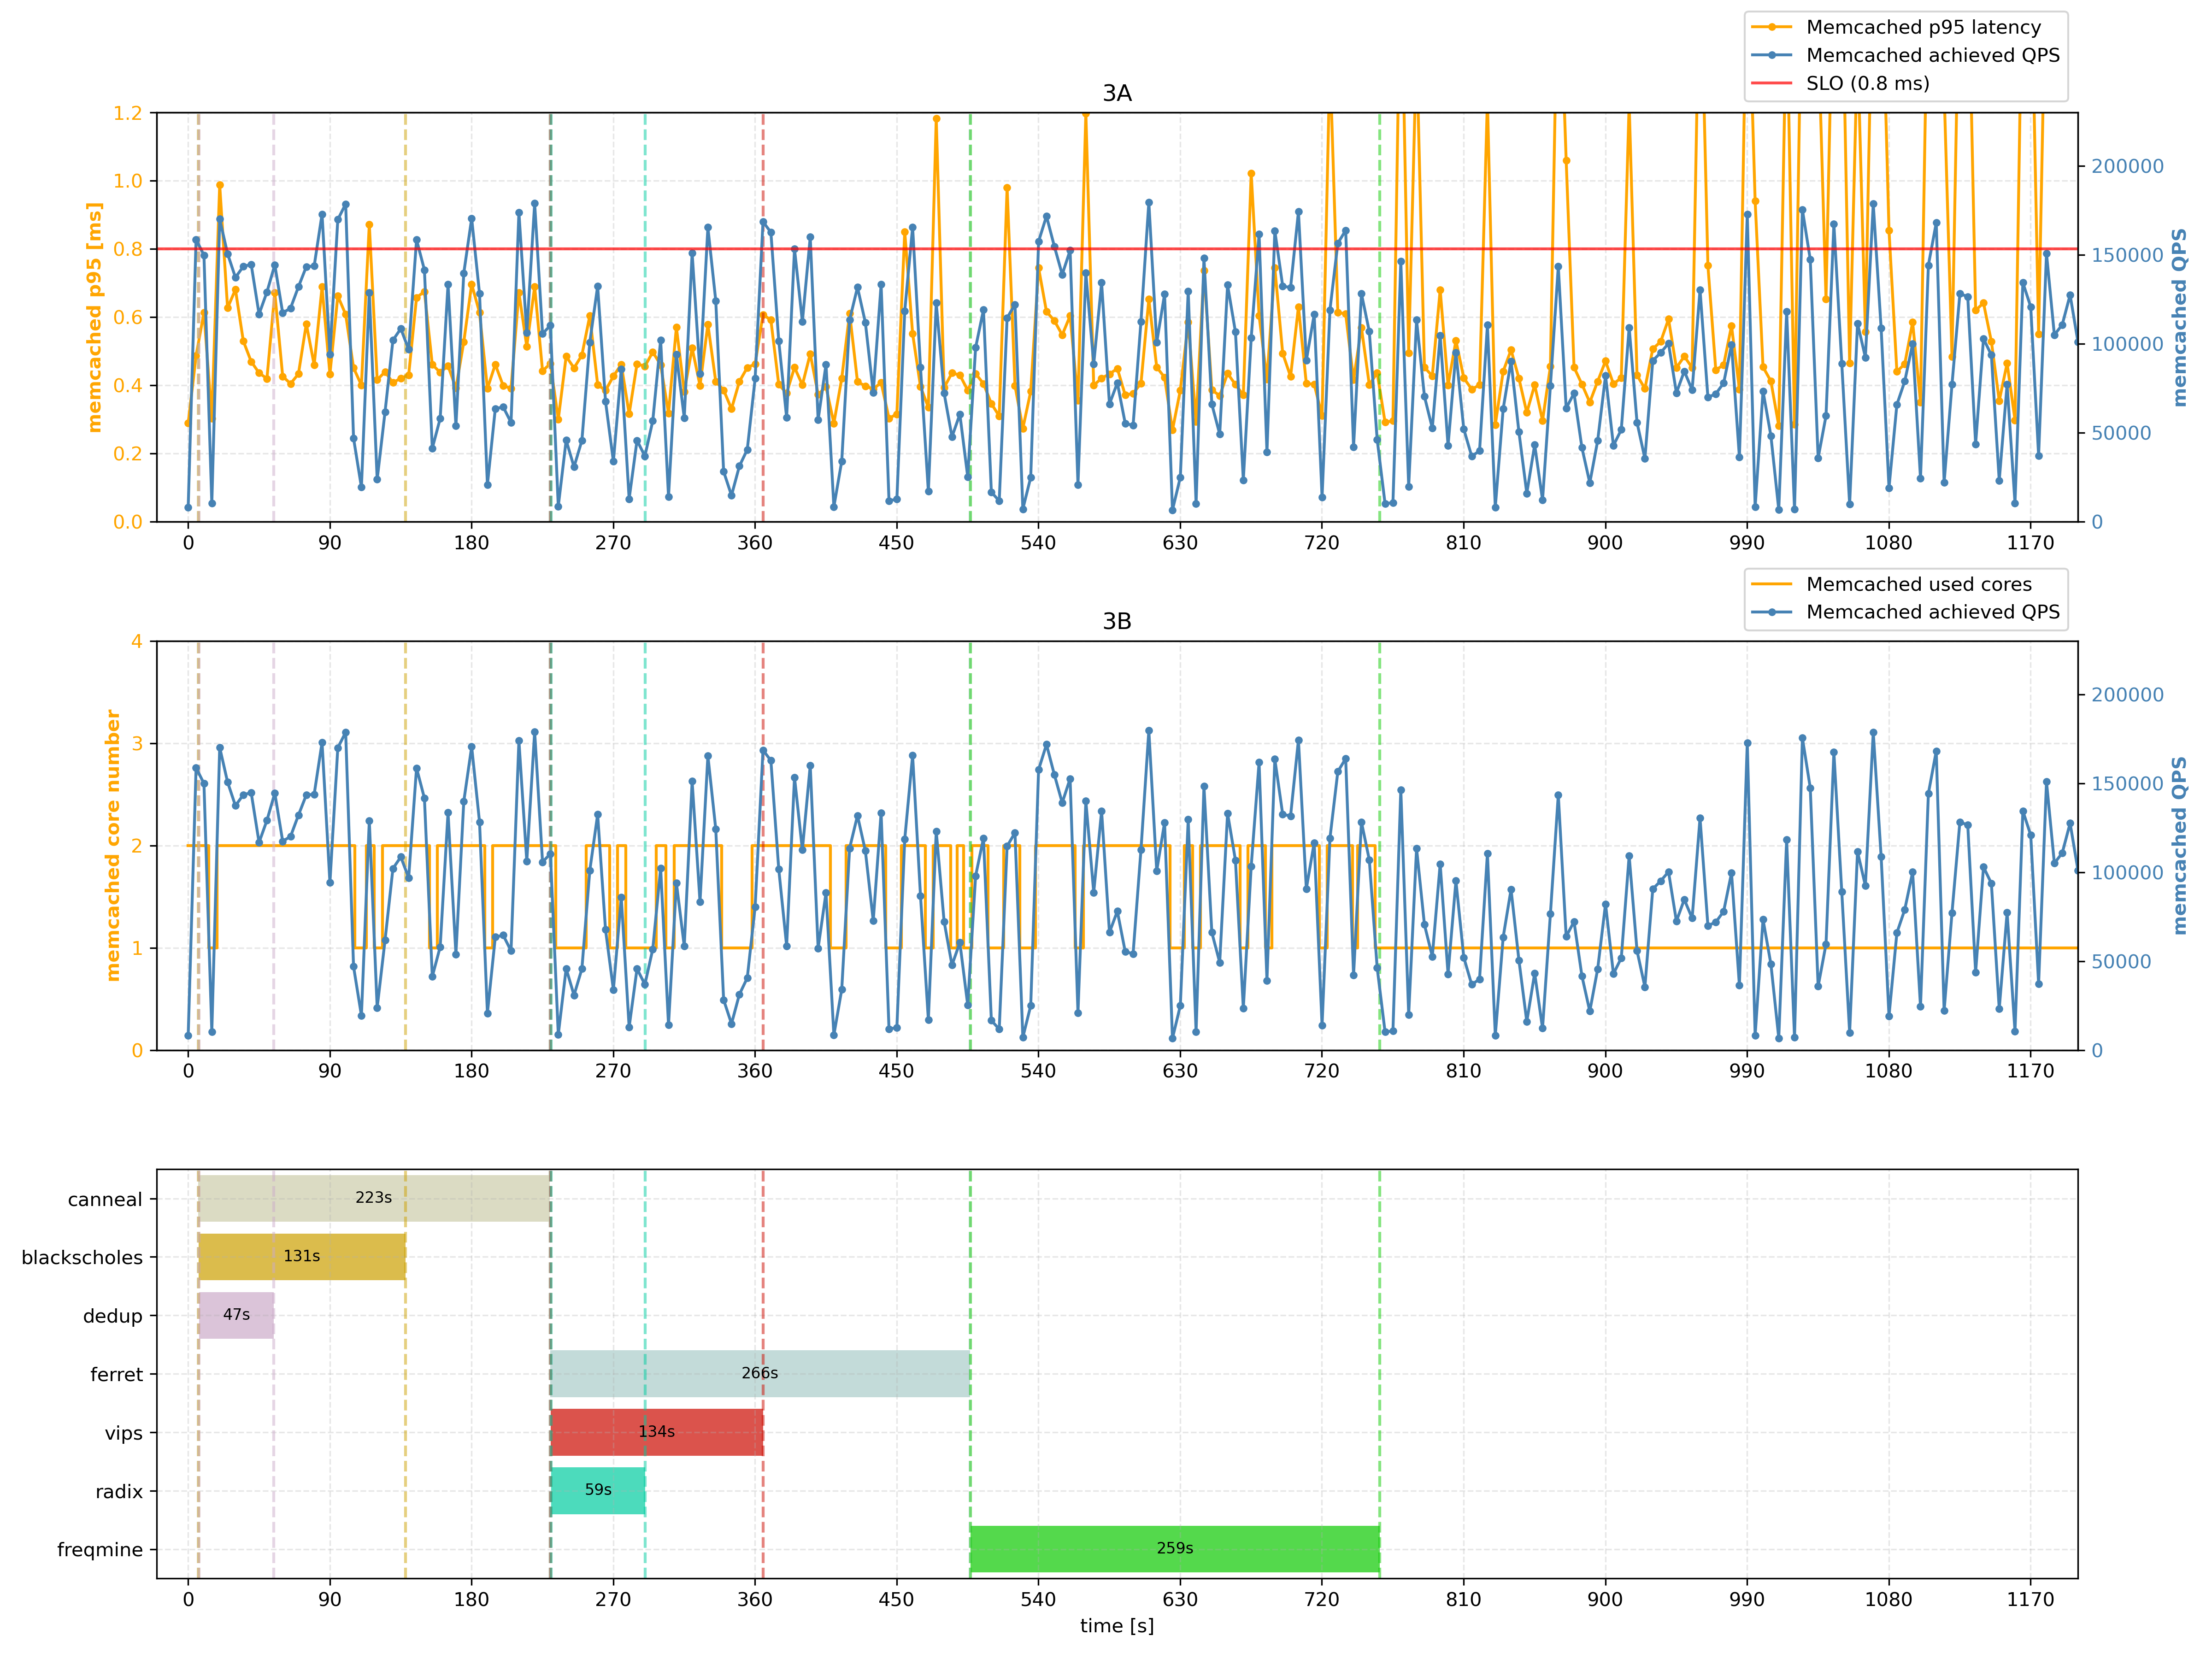 Memcached p95 latency
Memcached achieved QPS
SLO (0.8 ms)
3A
memcached p95 [ms]
1.2
1.0
0.8
0.6
0.4
0.2
0.0
200000
150000
100000
50000
0
memcached QPS
0 90 180 270 360 450 540 630 720 810 900 990 1080 1170
Memcached used cores
Memcached achieved QPS
3B
memcached core number
4
3
2
1
0
200000
150000
100000
50000
0
memcached QPS
0 90 180 270 360 450 540 630 720 810 900 990 1080 1170
canneal 223s
blackscholes 131s
dedup 47s
ferret 266s
vips 134s
radix 59s
freqmine 259s
0 90 180 270 360 450 540 630 720 810 900 990 1080 1170
time [s]